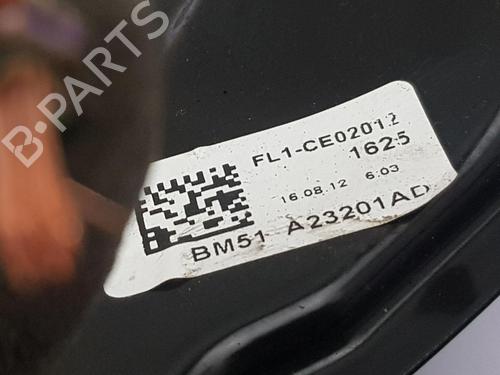 B-PARTS
FL1-CE02012
1625
16.08.12 6.03
BM51 A23201AD